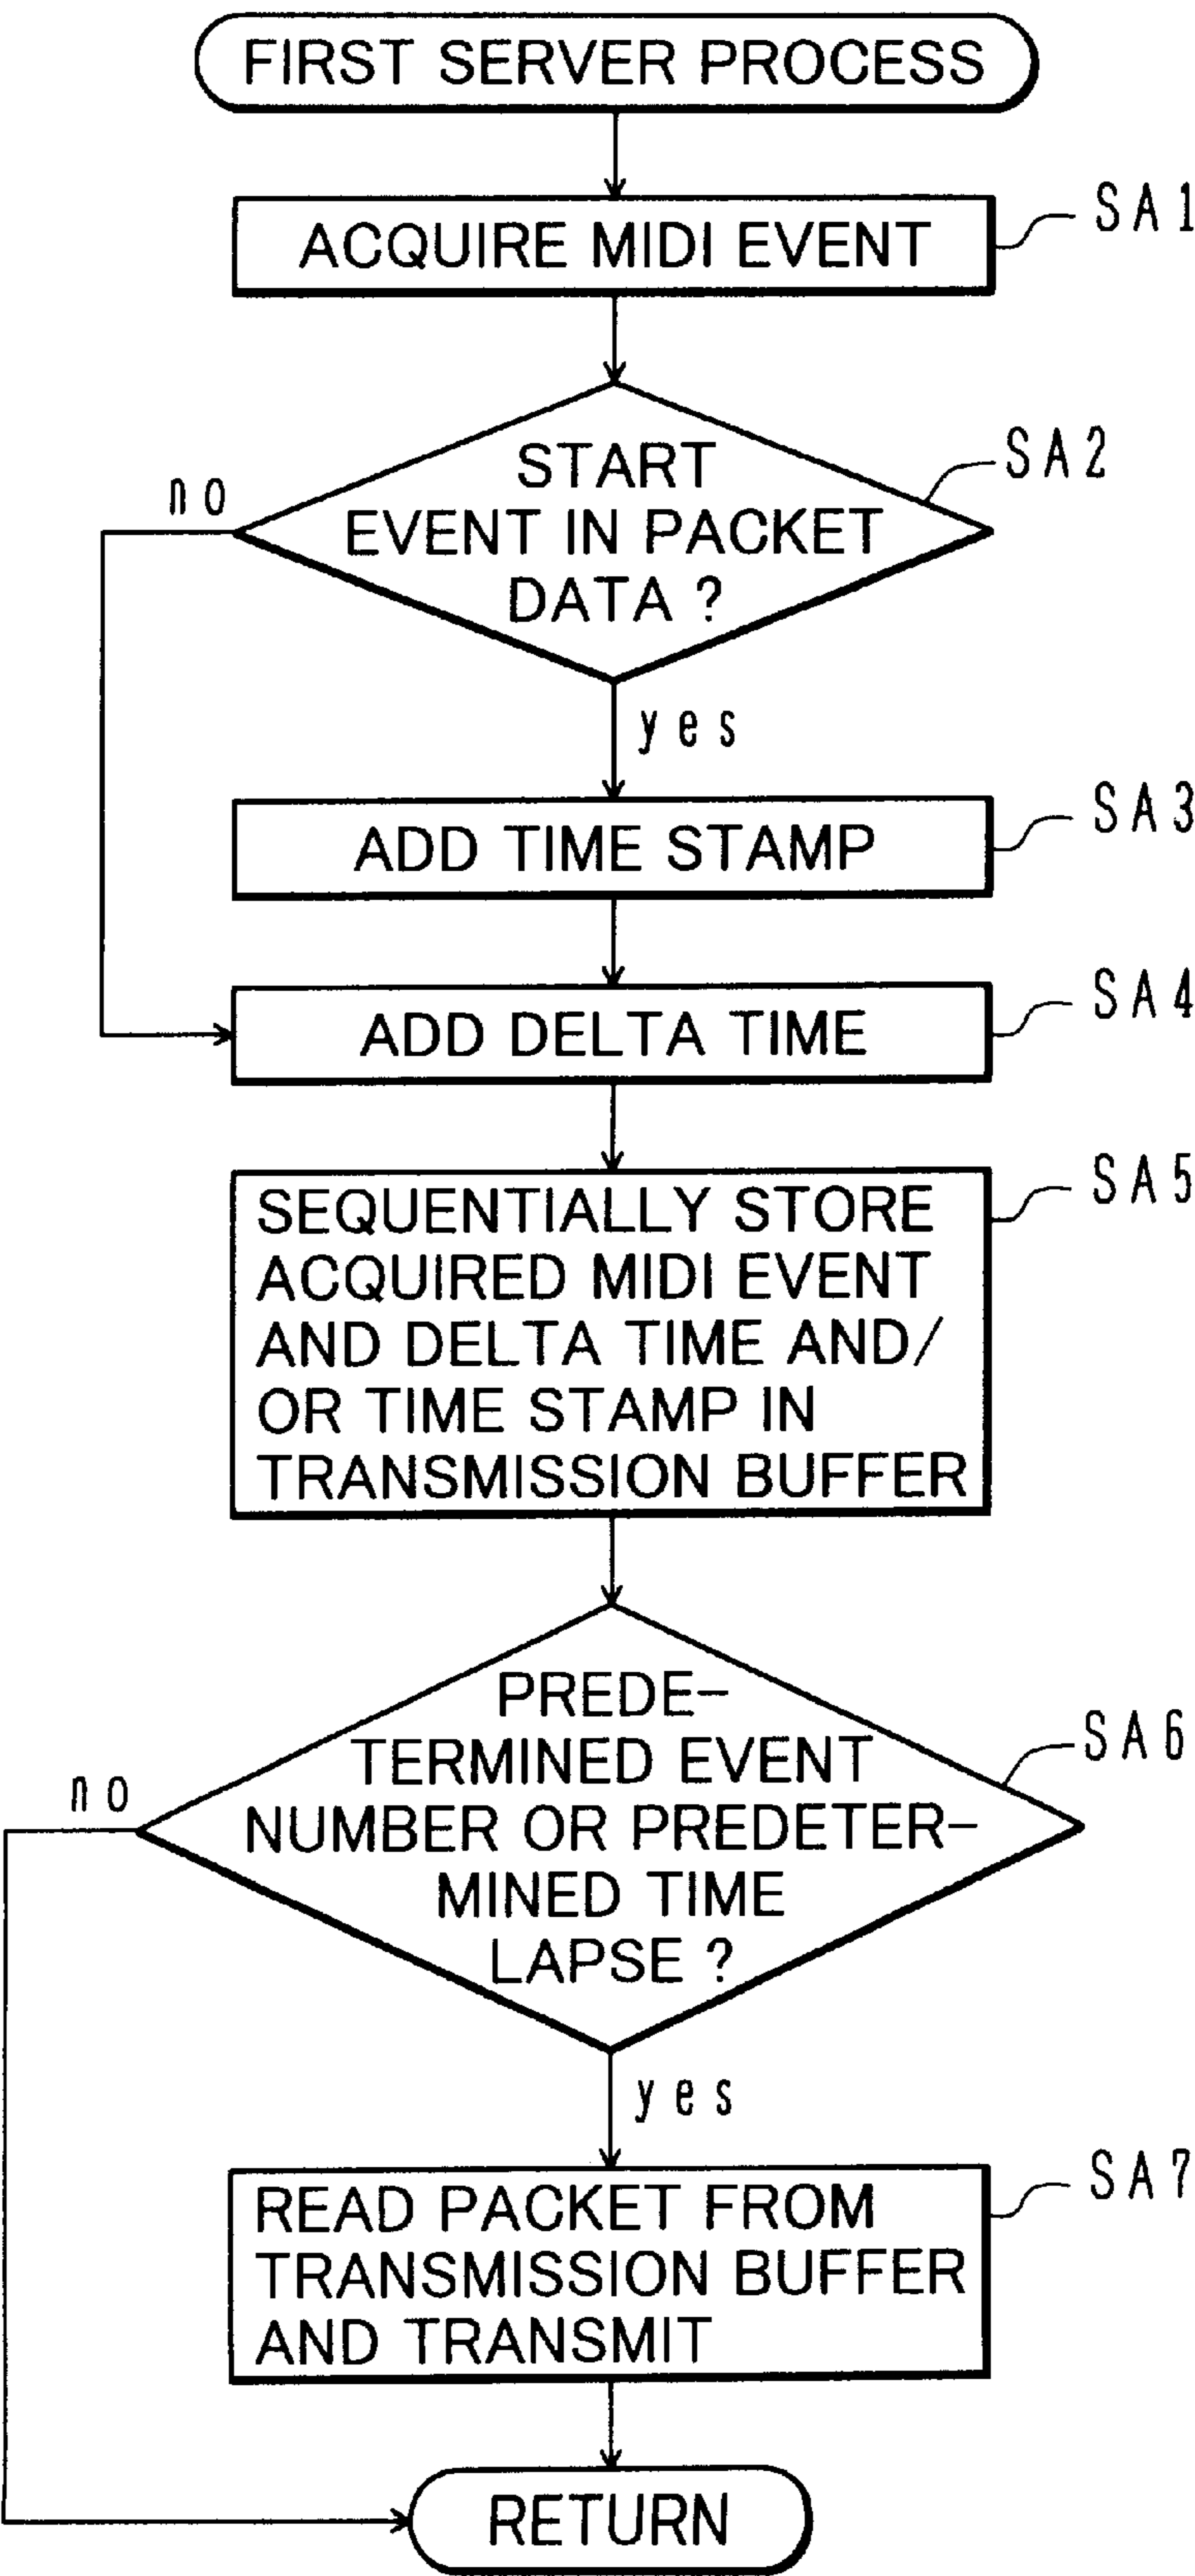 FIRST SERVER PROCESS
ACQUIRE MIDI EVENT
SA1
START
EVENT IN PACKET
DATA ?
SA2
no
yes
ADD TIME STAMP
SA3
ADD DELTA TIME
SA4
SEQUENTIALLY STORE
ACQUIRED MIDI EVENT
AND DELTA TIME AND/
OR TIME STAMP IN
TRANSMISSION BUFFER
SA5
PREDE-
TERMINED EVENT
NUMBER OR PREDETER-
MINED TIME
LAPSE ?
SA6
no
yes
READ PACKET FROM
TRANSMISSION BUFFER
AND TRANSMIT
SA7
RETURN